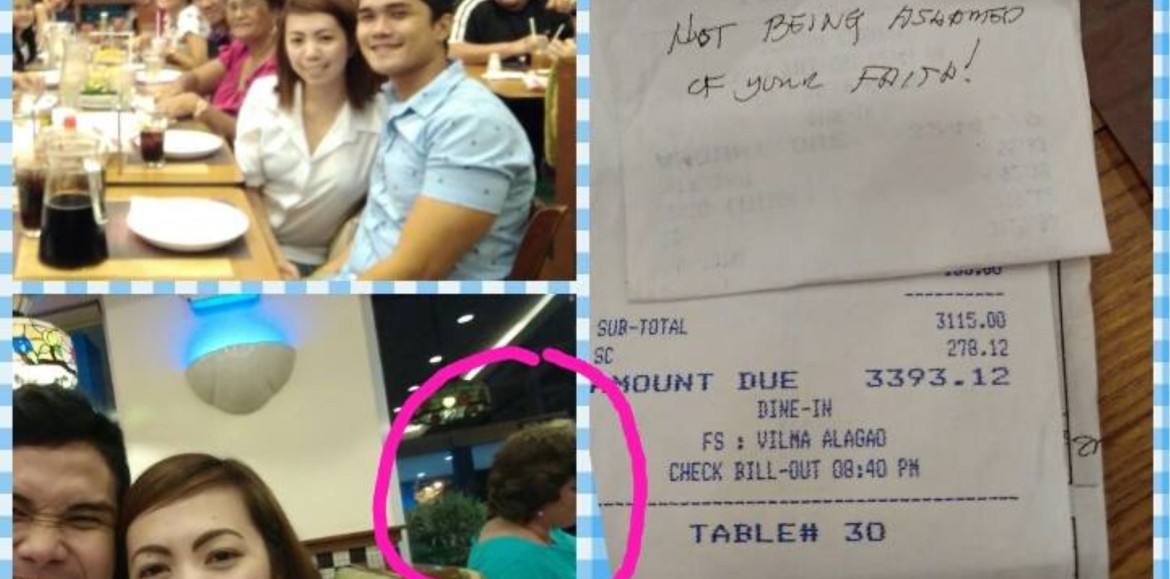 NOT BEING ASHAMED
OF YOUR FAITH!
SUB-TOTAL 3115.00
SC 278.12
AMOUNT DUE 3393.12
DINE-IN
FS : VILMA ALAGAO
CHECK BILL-OUT 08:40 PM
TABLE# 30